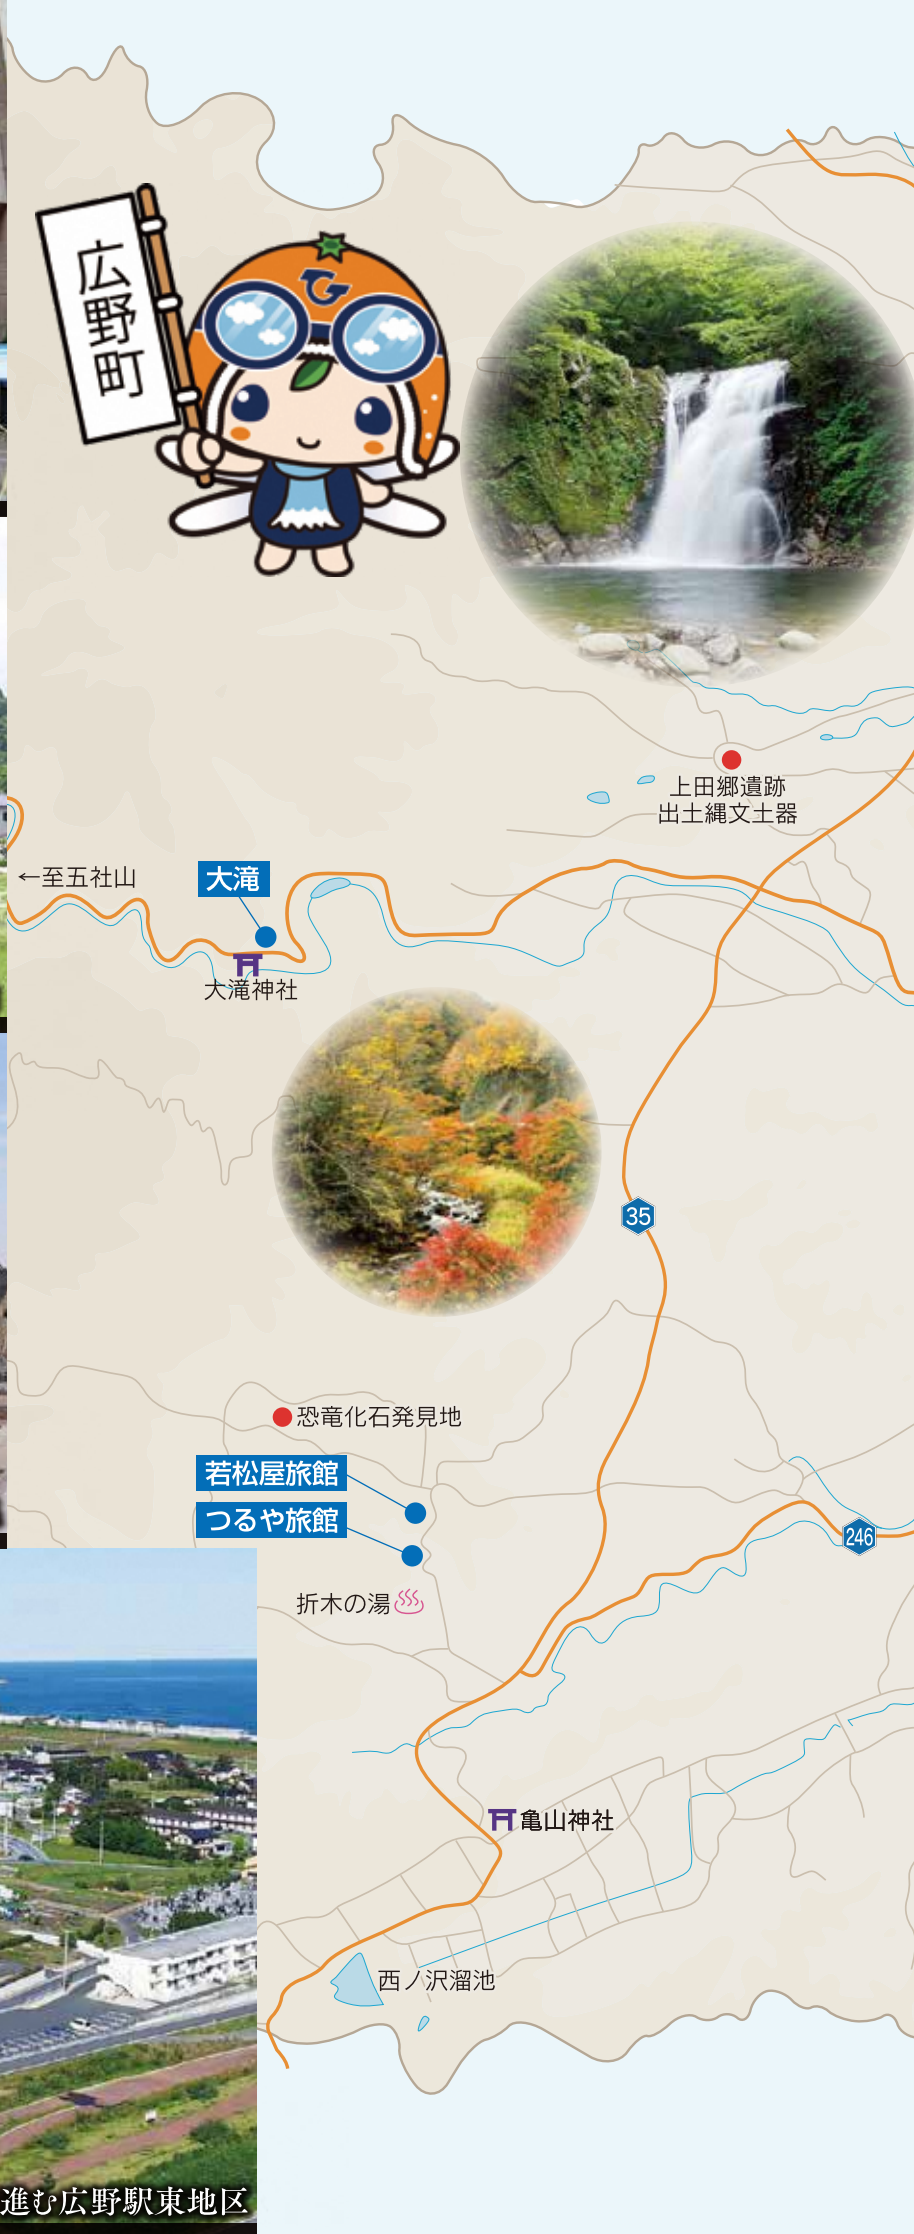 広野町
上田郷遺跡
出土縄文土器
←至五社山
大滝
大滝神社
35
恐竜化石発見地
若松屋旅館
つるや旅館
246
折木の湯
亀山神社
西ノ沢溜池
進む広野駅東地区